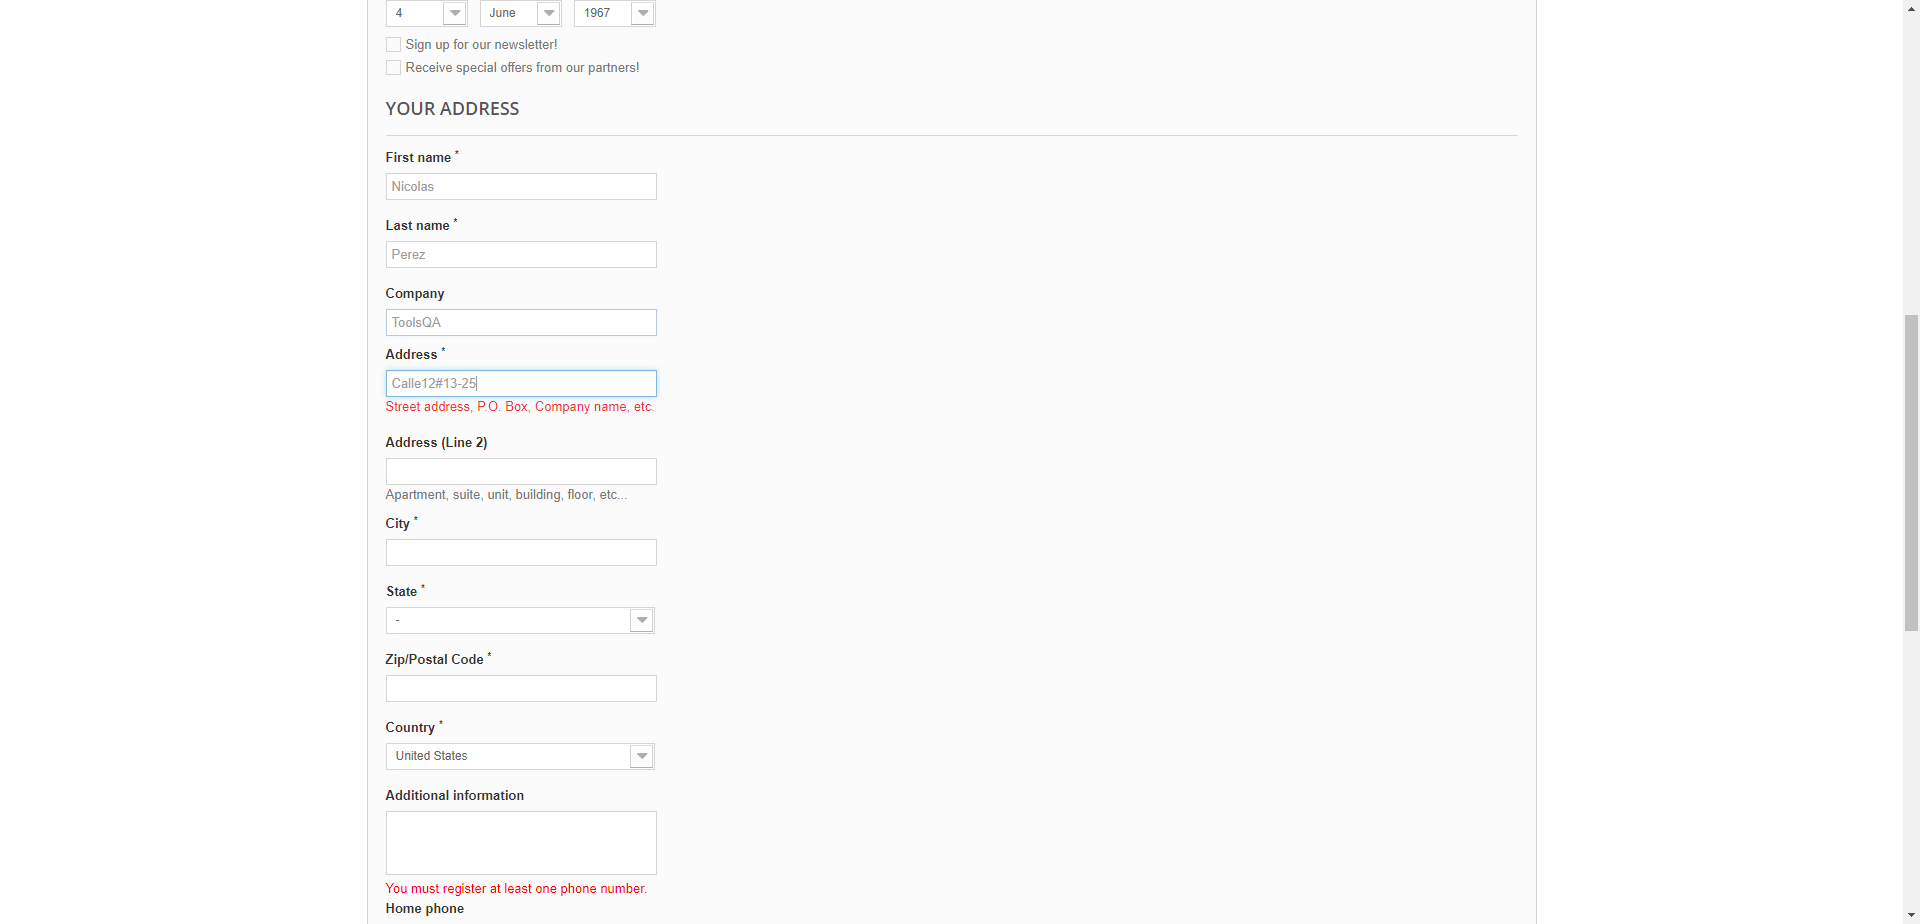 4 June 1967
Sign up for our newsletter!
Receive special offers from our partners!
YOUR ADDRESS
First name *
Nicolas
Last name *
Perez
Company
ToolsQA
Address *
Calle12#13-25
Street address, P.O. Box, Company name, etc.
Address (Line 2)
Apartment, suite, unit, building, floor, etc...
City *
State *
-
Zip/Postal Code *
Country *
United States
Additional information
You must register at least one phone number.
Home phone